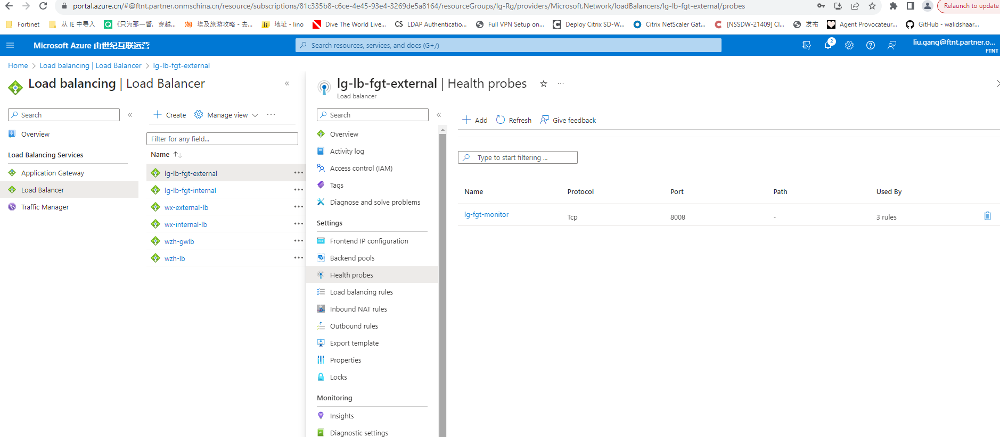 portal.azure.cn/#@ftnt.partner.onmschina.cn/resource/subscriptions/81c335b8-c6ce-4e45-93e4-3269de5a8164/resourceGroups/lg-Rg/providers/Microsoft.Network/loadBalancers/lg-lb-fgt-external/probes
Relaunch to update
Fortinet
从 IE 中导入
《只为那一瞥，穿越...
埃及旅游攻略 - 去...
地址 - lino
Dive The World Live...
CS LDAP Authenticatio...
Full VPN Setup on...
Deploy Citrix SD-W...
Citrix NetScaler Gat...
[NSSDW-21409] Cl...
发布
Agent Provocateur...
GitHub - walidshaar...
Microsoft Azure 由世纪互联运营
Search resources, services, and docs (G+/)
2
liu.gang@ftnt.partner.o...
FTNT
Home > Load balancing | Load Balancer > lg-lb-fgt-external
Load balancing | Load Balancer
Search
Overview
Load Balancing Services
Application Gateway
Load Balancer
Traffic Manager
Create
Manage view
Filter for any field...
Name
lg-lb-fgt-external
lg-lb-fgt-internal
wx-external-lb
wx-internal-lb
wzh-gwlb
wzh-lb
lg-lb-fgt-external | Health probes
Load balancer
Search
Overview
Activity log
Access control (IAM)
Tags
Diagnose and solve problems
Settings
Frontend IP configuration
Backend pools
Health probes
Load balancing rules
Inbound NAT rules
Outbound rules
Export template
Properties
Locks
Monitoring
Insights
Diagnostic settings
Add
Refresh
Give feedback
Type to start filtering ...
Name Protocol Port Path Used By
lg-fgt-monitor Tcp 8008 - 3 rules